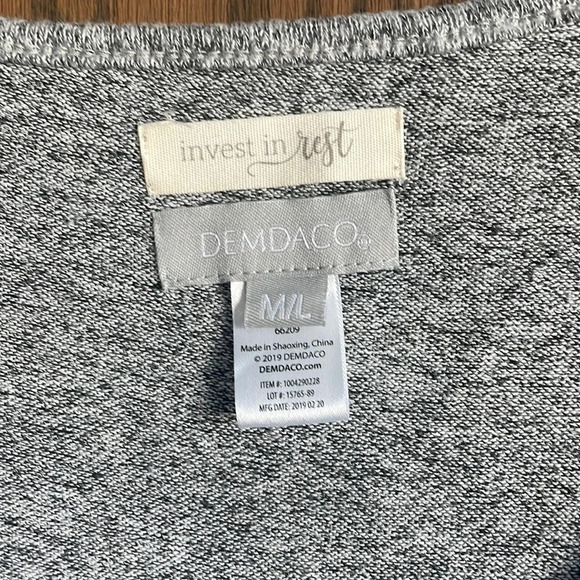 invest in rest
DEMDACO
M/L
66209
Made in Shaoxing, China
© 2019 DEMDACO
DEMDACO.com
ITEM #: 1004290228
LOT #: 15765-89
MFG DATE: 2019 02 20